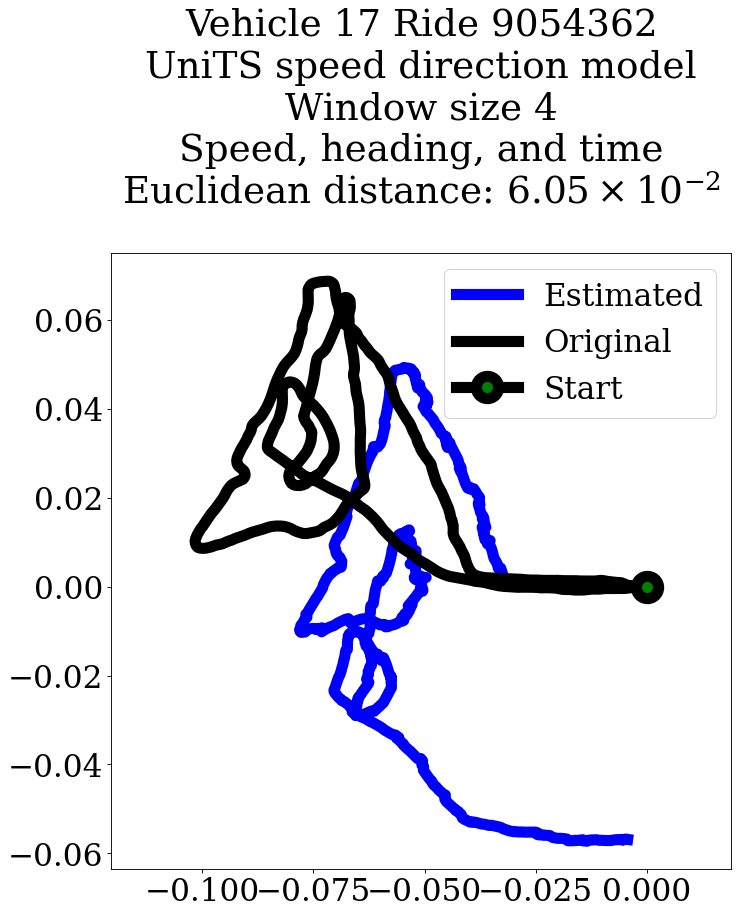 Vehicle 17 Ride 9054362
UniTS speed direction model
Window size 4
Speed, heading, and time
Euclidean distance: 6.05 × 10⁻²
Estimated
Original
Start
0.06
0.04
0.02
0.00
−0.02
−0.04
−0.06
−0.100 −0.075 −0.050 −0.025 0.000